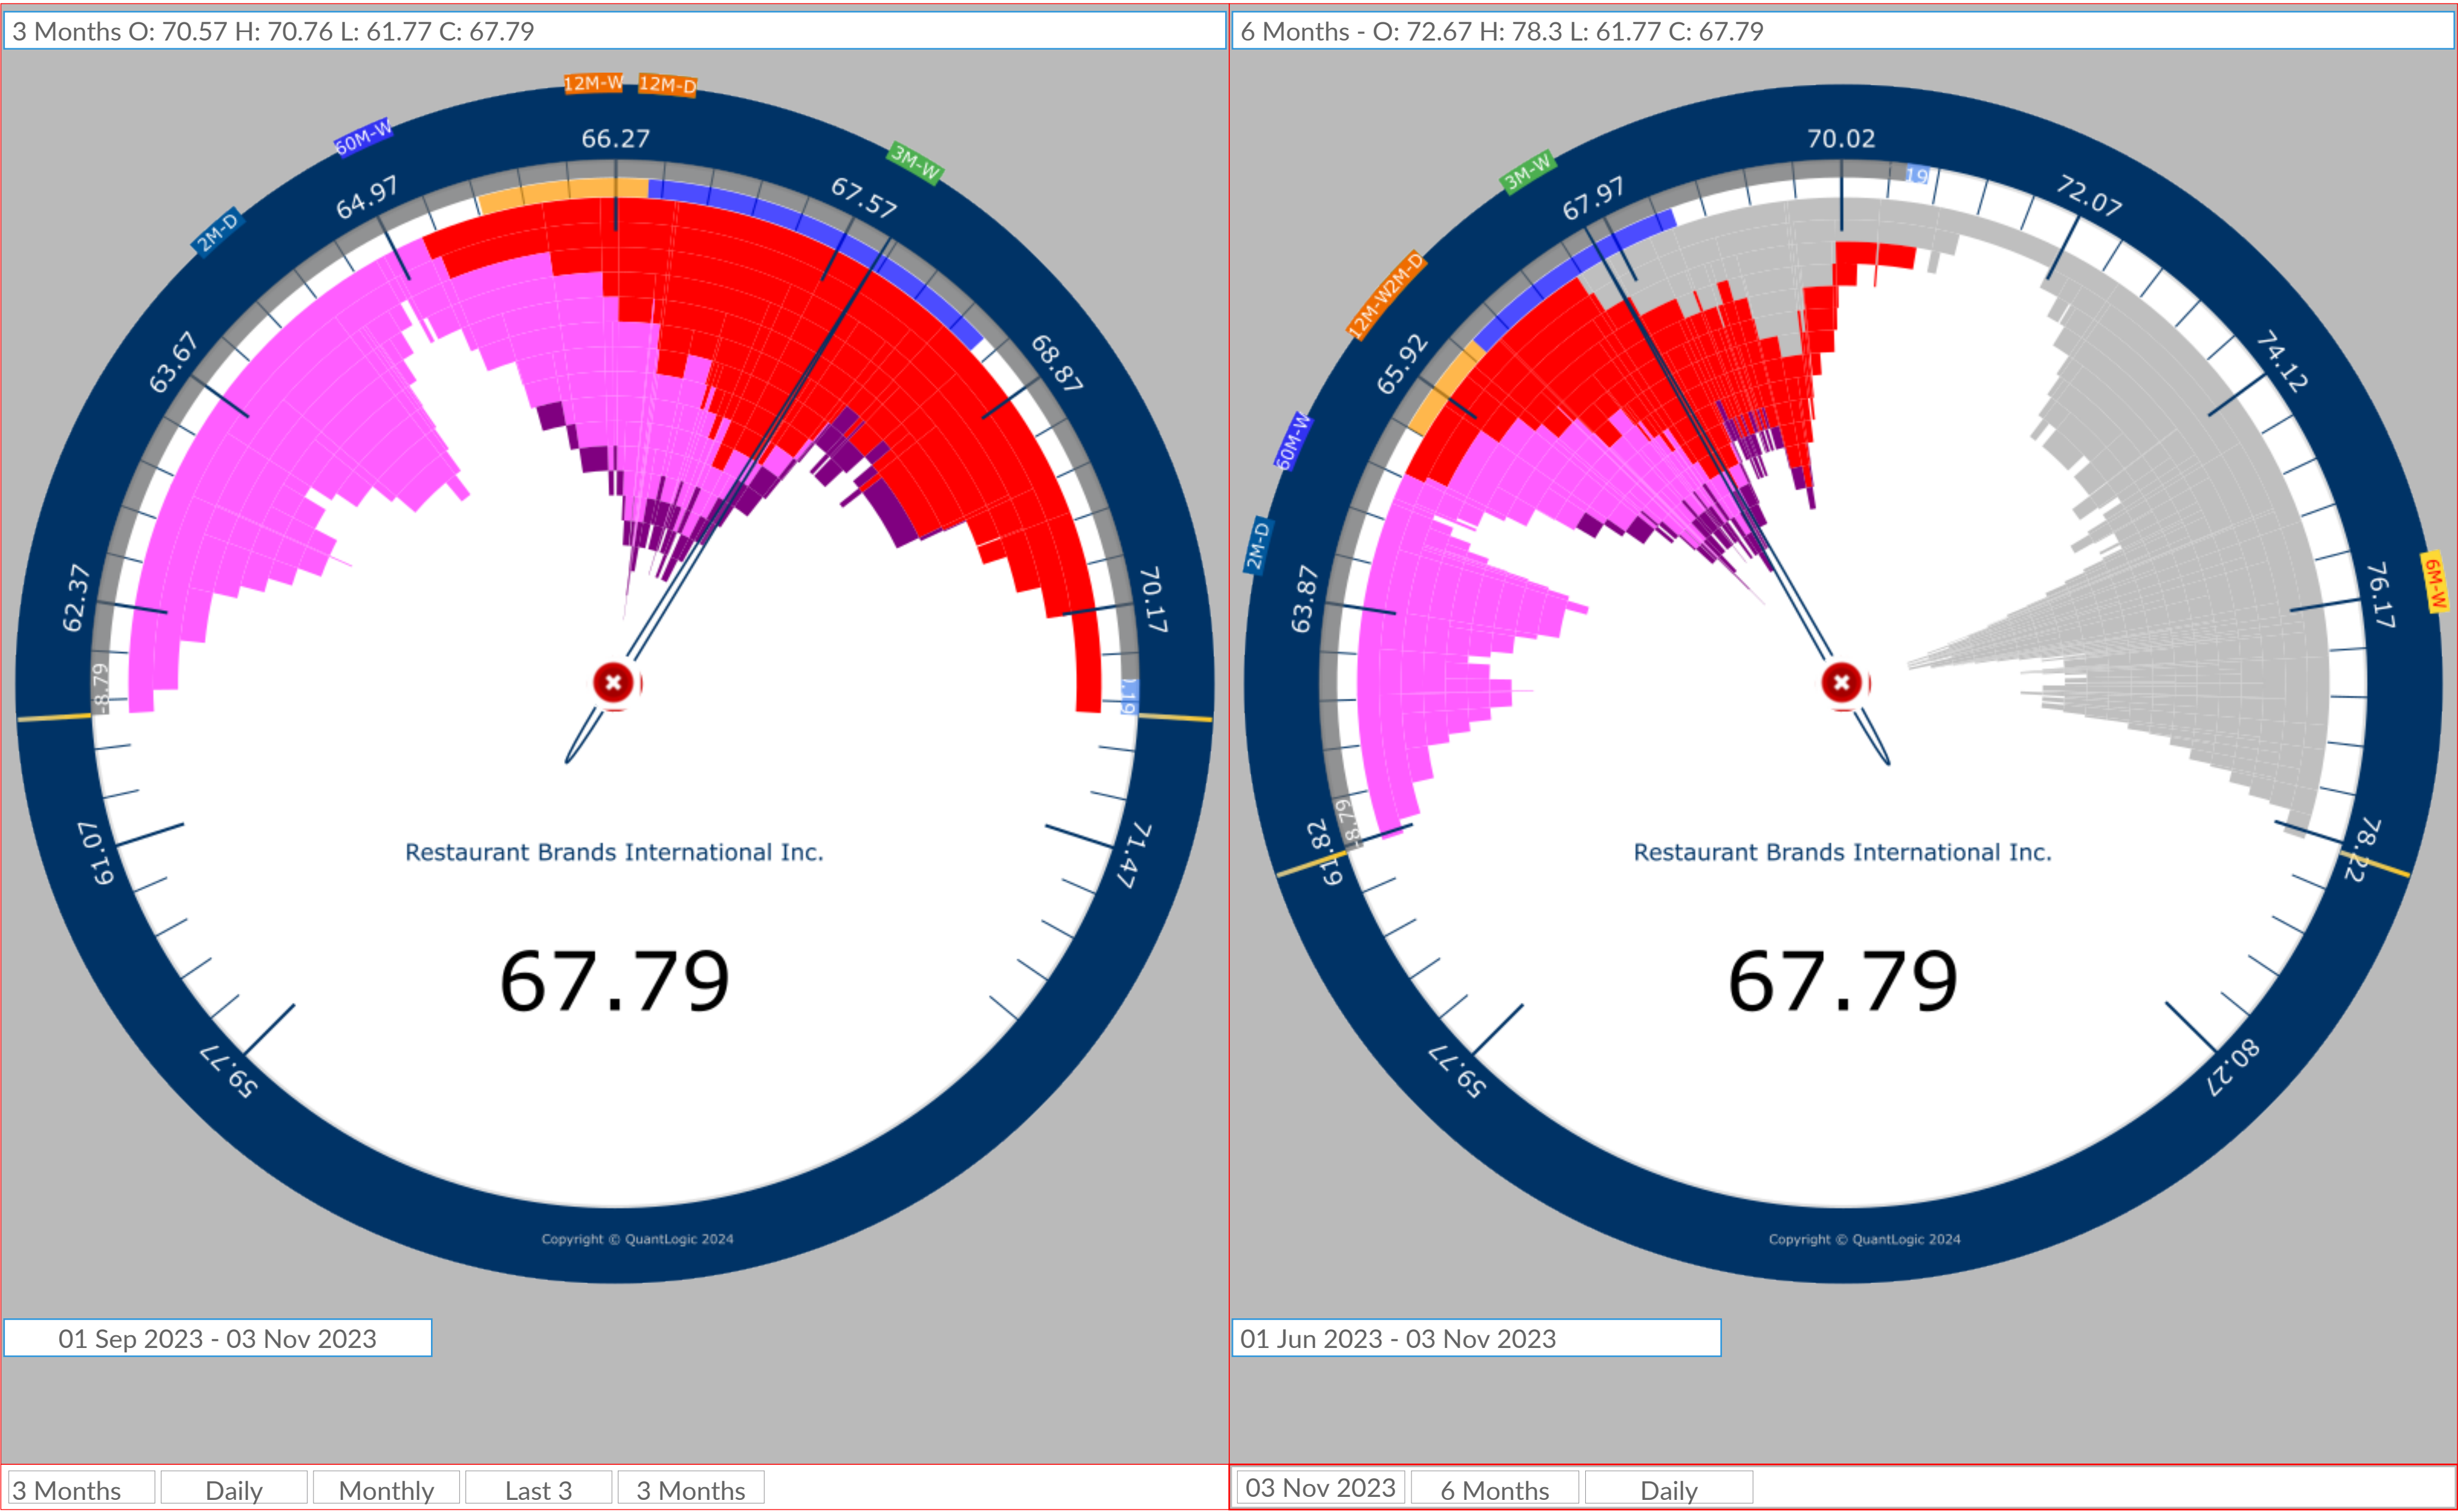 3 Months O: 70.57 H: 70.76 L: 61.77 C: 67.79
12M-W 12M-D
60M-W
3M-W
2M-D
59.77
61.07
62.37
63.67
64.97
66.27
67.57
68.87
70.17
71.47
-8.79
Restaurant Brands International Inc.
67.79
Copyright © QuantLogic 2024
01 Sep 2023 - 03 Nov 2023
3 Months Daily Monthly Last 3 3 Months
6 Months - O: 72.67 H: 78.3 L: 61.77 C: 67.79
3M-W
12M-W
2M-D
60M-W
2M-D
6M-W
59.77
61.82
63.87
65.92
67.97
70.02
72.07
74.12
76.17
78.22
80.27
19
Restaurant Brands International Inc.
67.79
Copyright © QuantLogic 2024
01 Jun 2023 - 03 Nov 2023
03 Nov 2023 6 Months Daily